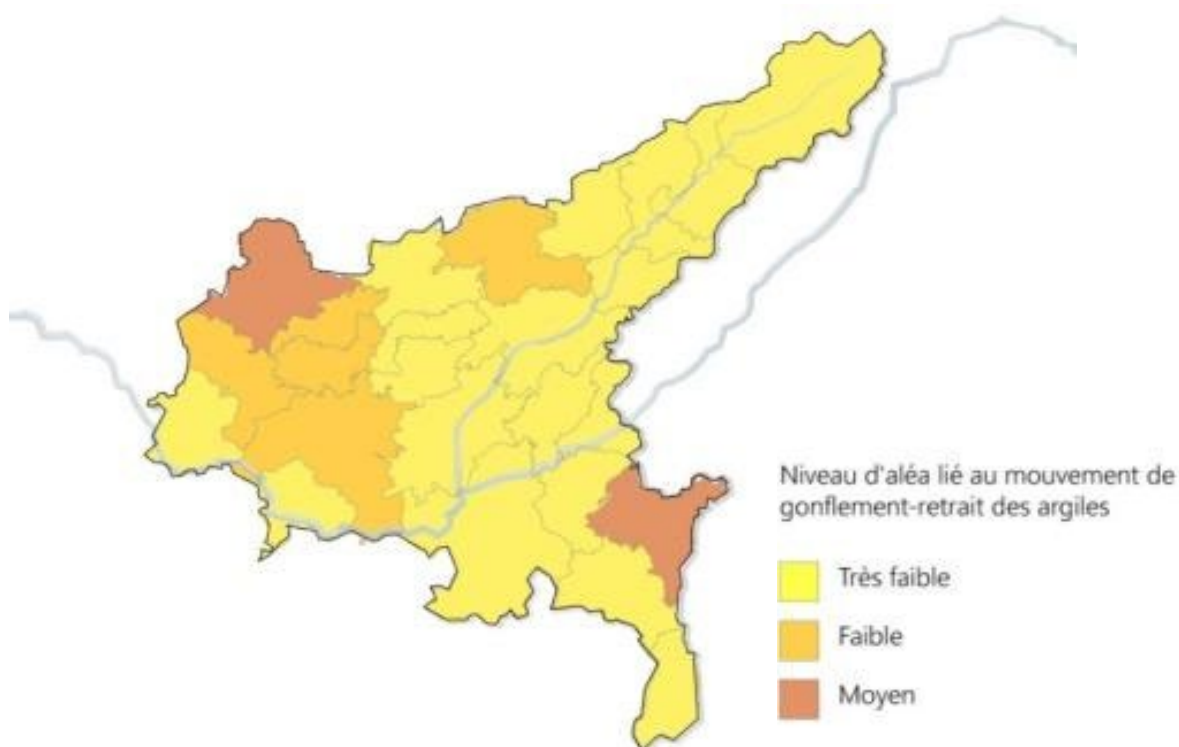 Niveau d'aléa lié au mouvement de
gonflement-retrait des argiles
Très faible
Faible
Moyen